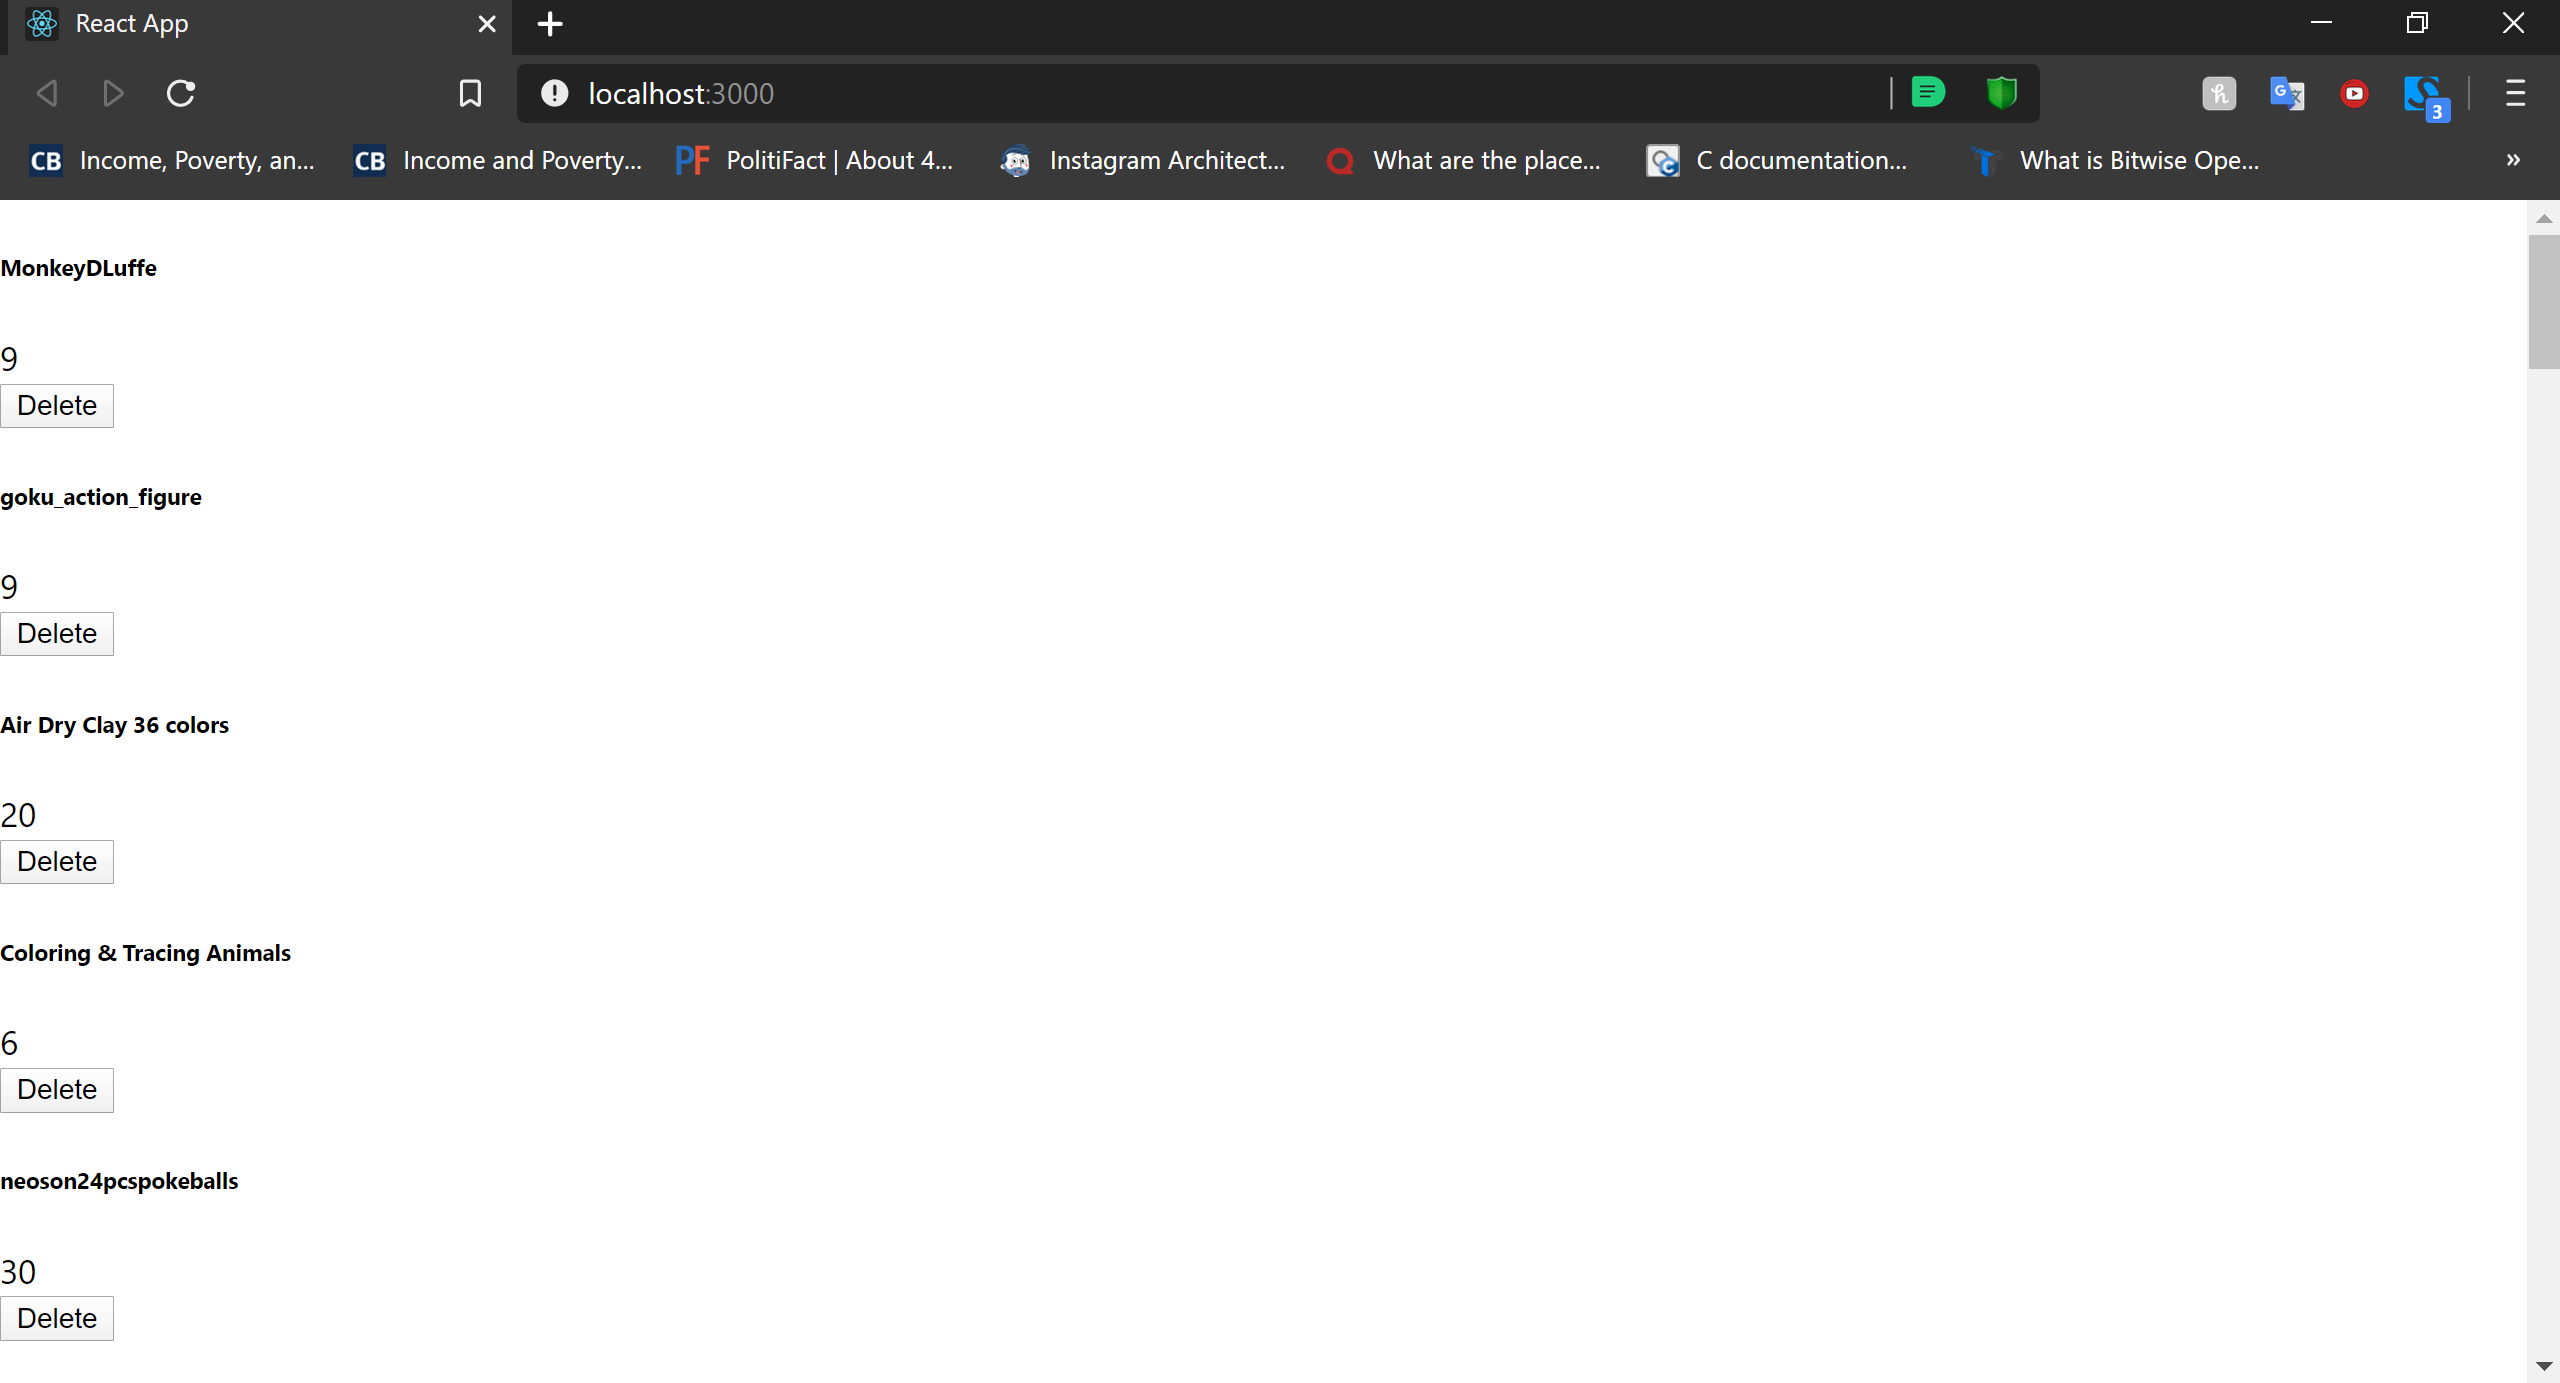 React App
localhost:3000
3
CB Income, Poverty, an... CB Income and Poverty... PF PolitiFact | About 4... Instagram Architect... What are the place... C documentation... What is Bitwise Ope... »
MonkeyDLuffe
9
Delete
goku_action_figure
9
Delete
Air Dry Clay 36 colors
20
Delete
Coloring & Tracing Animals
6
Delete
neoson24pcspokeballs
30
Delete